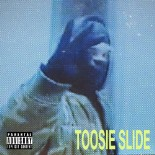 TOOSIE SLIDE
PARENTAL
ADVISORY
EXPLICIT CONTENT